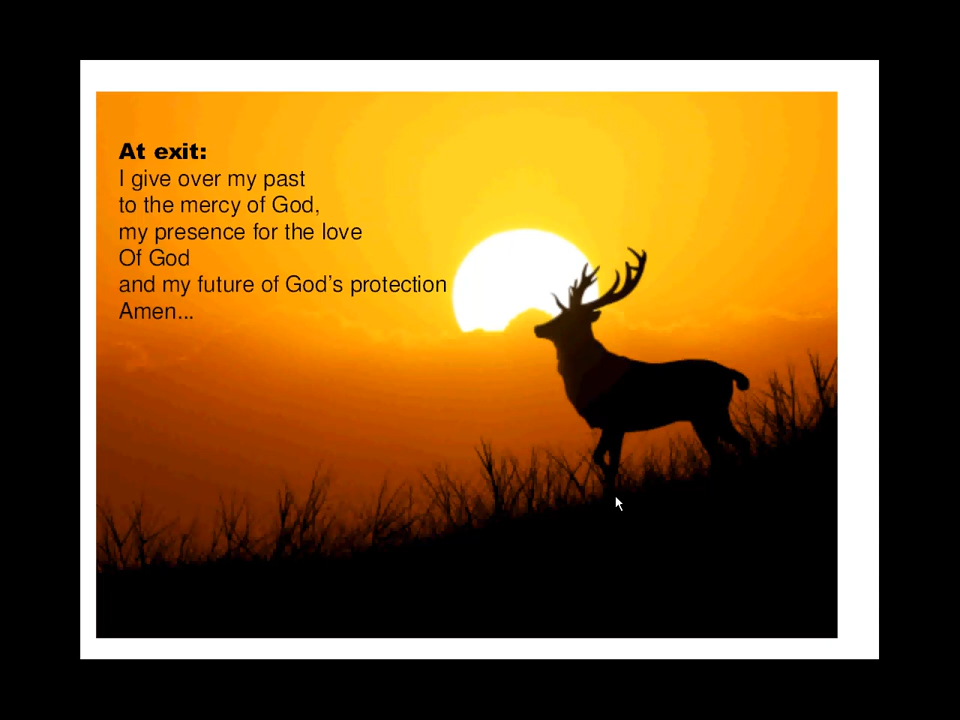 At exit:
I give over my past
to the mercy of God,
my presence for the love
Of God
and my future of God’s protection
Amen...